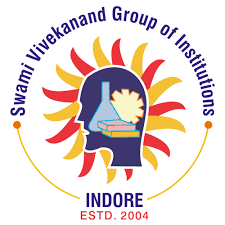 Swami Vivekanand Group of Institutions
INDORE
ESTD. 2004